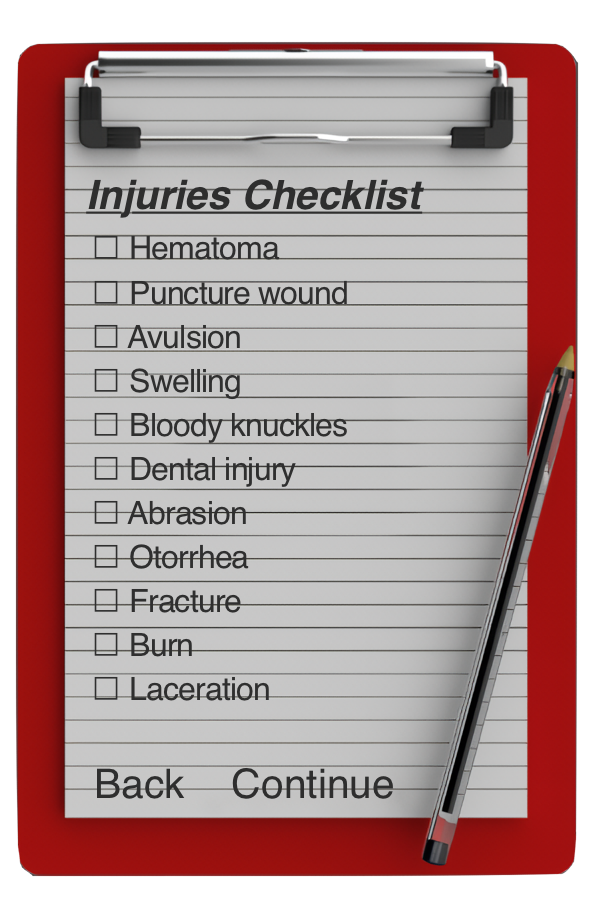 Injuries Checklist
☐ Hematoma
☐ Puncture wound
☐ Avulsion
☐ Swelling
☐ Bloody knuckles
☐ Dental injury
☐ Abrasion
☐ Otorrhea
☐ Fracture
☐ Burn
☐ Laceration
Back Continue